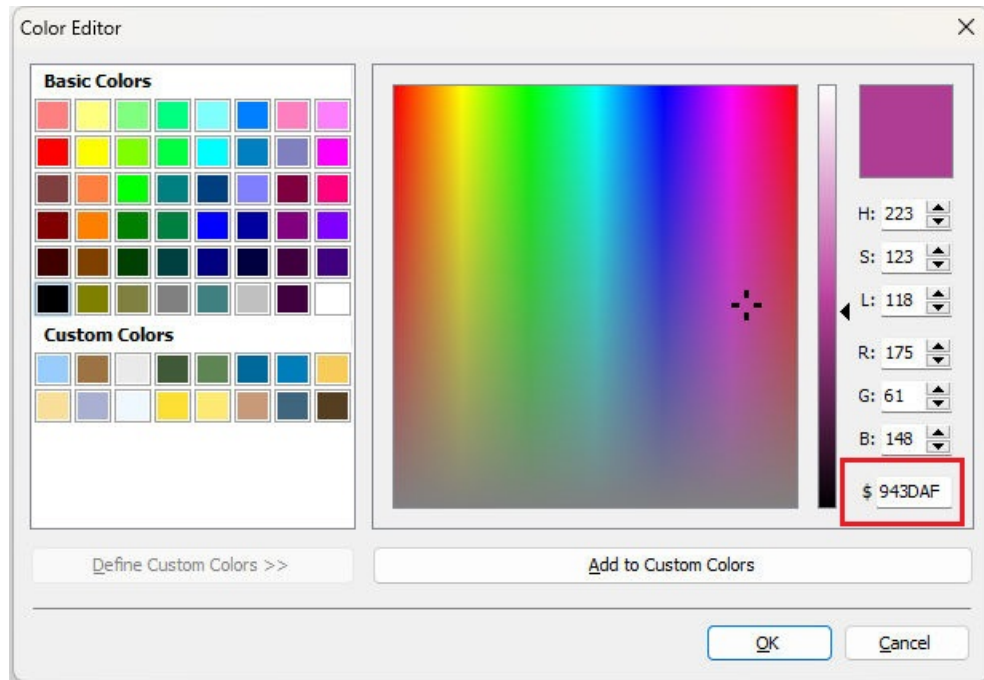 Color Editor
Basic Colors
Custom Colors
H: 223
S: 123
L: 118
R: 175
G: 61
B: 148
$ 943DAF
Define Custom Colors >>
Add to Custom Colors
OK
Cancel